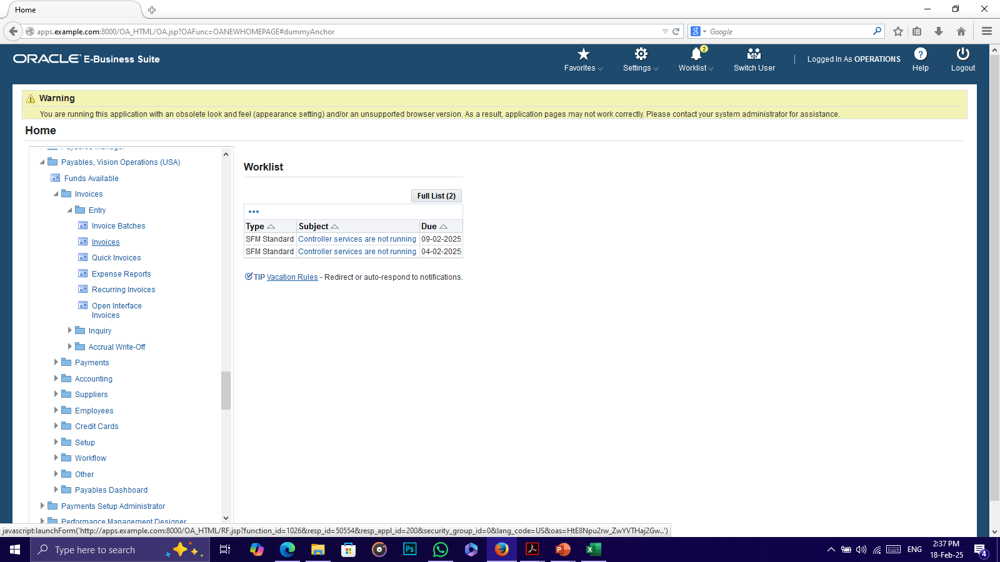 Home
apps.example.com:8000/OA_HTML/OA.jsp?OAFunc=OANEWHOMEPAGE#dummyAnchor
Google
ORACLE E-Business Suite
Favorites
Settings
2
Worklist
Switch User
Logged In As OPERATIONS
Help
Logout
Warning
You are running this application with an obsolete look and feel (appearance setting) and/or an unsupported browser version. As a result, application pages may not work correctly. Please contact your system administrator for assistance.
Home
Payables Manager
Payables, Vision Operations (USA)
Funds Available
Invoices
Entry
Invoice Batches
Invoices
Quick Invoices
Expense Reports
Recurring Invoices
Open Interface
Invoices
Inquiry
Accrual Write-Off
Payments
Accounting
Suppliers
Employees
Credit Cards
Setup
Workflow
Other
Payables Dashboard
Payments Setup Administrator
Performance Management Designer
Worklist
Full List (2)
Type Subject Due
SFM Standard Controller services are not running 09-02-2025
SFM Standard Controller services are not running 04-02-2025
TIP Vacation Rules - Redirect or auto-respond to notifications.
javascript:launchForm('http://apps.example.com:8000/OA_HTML/RF.jsp?function_id=1026&resp_id=50554&resp_appl_id=200&security_group_id=0&lang_code=US&oas=HtE8Npu2rw_ZwYVTHaj2Gw..')
Type here to search
ENG
2:37 PM
18-Feb-25
4